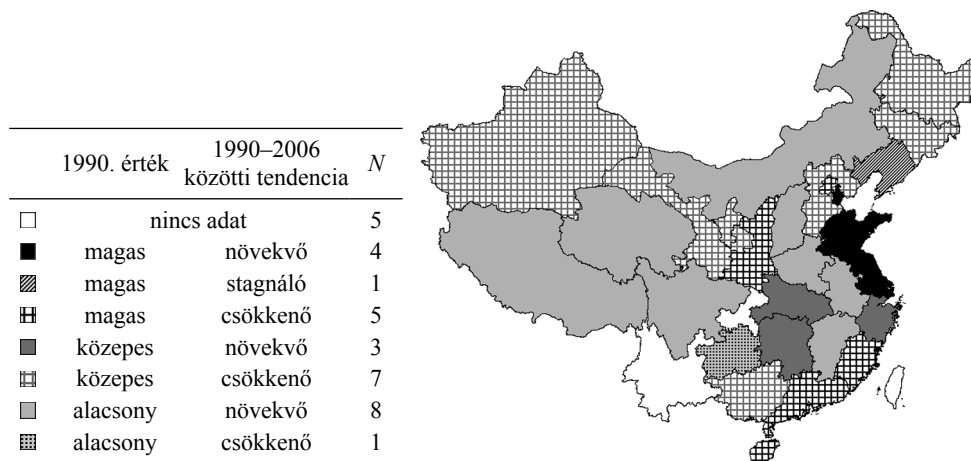 1990. érték 1990–2006 közötti tendencia N
nincs adat 5
magas növekvő 4
magas stagnáló 1
magas csökkenő 5
közepes növekvő 3
közepes csökkenő 7
alacsony növekvő 8
alacsony csökkenő 1